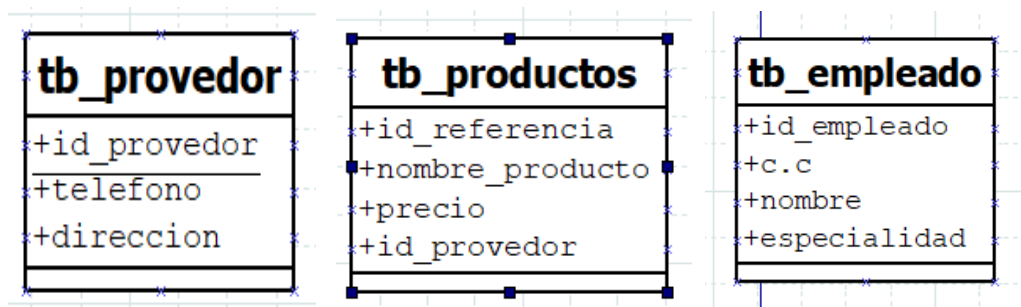 tb_provedor
+id_provedor
+telefono
+direccion
tb_productos
+id_referencia
+nombre_producto
+precio
+id_provedor
tb_empleado
+id_empleado
+c.c
+nombre
+especialidad